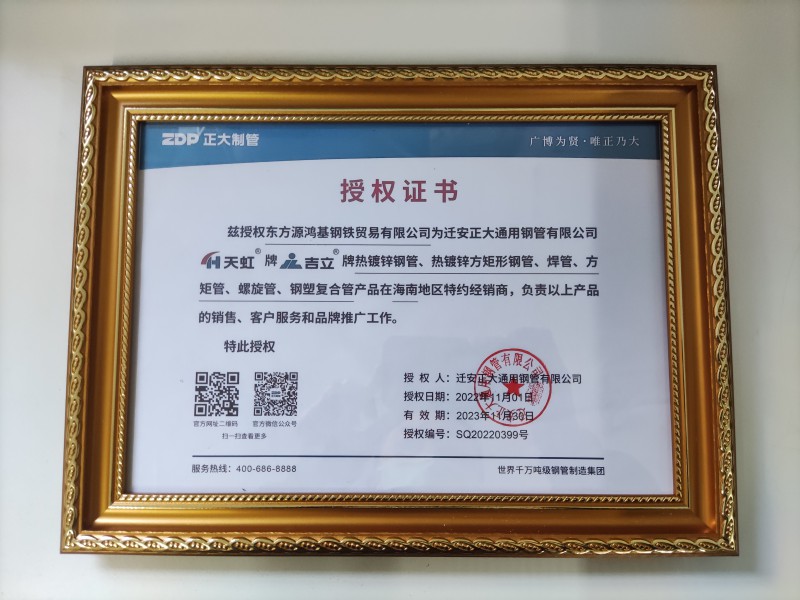 ZDP 正大制管
广博为贤·唯正乃大
授权证书
兹授权东方源鸿基钢铁贸易有限公司为迁安正大通用钢管有限公司
天虹® 牌 吉立® 牌热镀锌钢管、热镀锌方矩形钢管、焊管、方
矩管、螺旋管、钢塑复合管产品在海南地区特约经销商，负责以上产品
的销售、客户服务和品牌推广工作。
特此授权
官方网址二维码 官方微信公众号
扫一扫查看更多
授 权 人：迁安正大通用钢管有限公司
授权日期：2022年11月01日
有 效 期：2023年11月30日
授权编号：SQ20220399号
服务热线：400-686-8888
世界千万吨级钢管制造集团